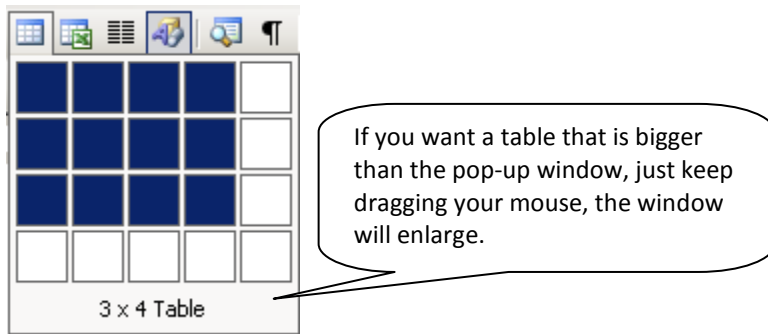 If you want a table that is bigger
than the pop-up window, just keep
dragging your mouse, the window
will enlarge.
3 x 4 Table